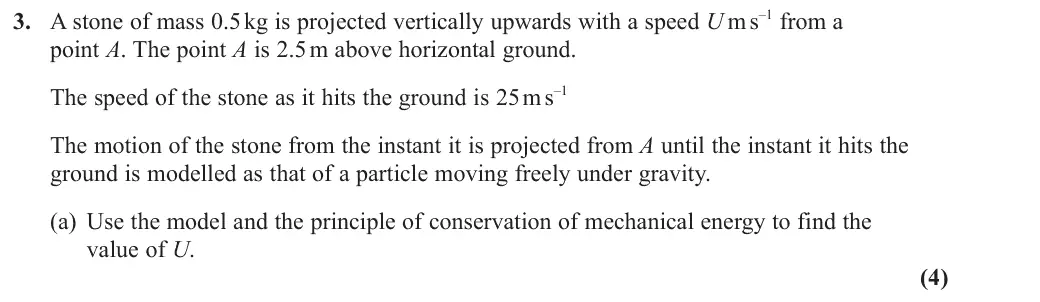 3. A stone of mass 0.5 kg is projected vertically upwards with a speed U m s⁻¹ from a
point A. The point A is 2.5 m above horizontal ground.
The speed of the stone as it hits the ground is 25 m s⁻¹
The motion of the stone from the instant it is projected from A until the instant it hits the
ground is modelled as that of a particle moving freely under gravity.
(a) Use the model and the principle of conservation of mechanical energy to find the
value of U.
(4)